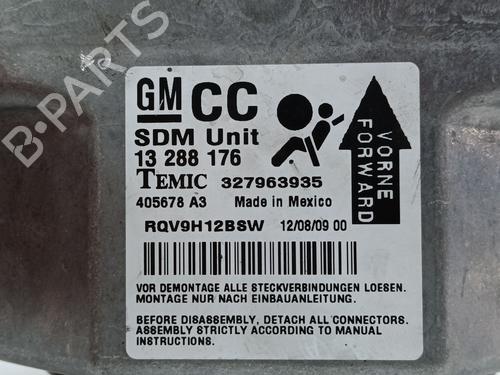 GM CC
SDM Unit
13 288 176
TEMIC 327963935
405678 A3 Made in Mexico
RQV9H12BSW 12/08/09 00
VORNE
FORWARD
VOR DEMONTAGE ALLE STECKVERBINDUNGEN LOESEN.
MONTAGE NUR NACH EINBAUANLEITUNG.
BEFORE DISASSEMBLY, DETACH ALL CONNECTORS.
ASSEMBLY STRICTLY ACCORDING TO MANUAL
INSTRUCTIONS.
B-PARTS